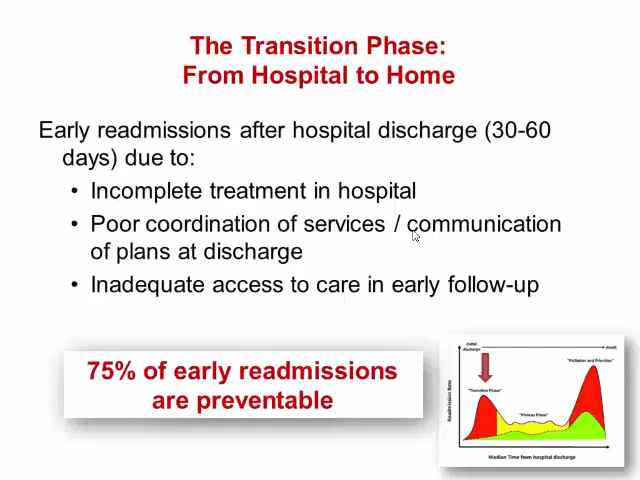 The Transition Phase:
From Hospital to Home
Early readmissions after hospital discharge (30-60
days) due to:
• Incomplete treatment in hospital
• Poor coordination of services / communication
of plans at discharge
• Inadequate access to care in early follow-up
75% of early readmissions
are preventable
Initial
discharge
death
"Palliation and Priorities"
"Transition Phase"
"Plateau Phase"
Readmission Rate
Median Time from hospital discharge